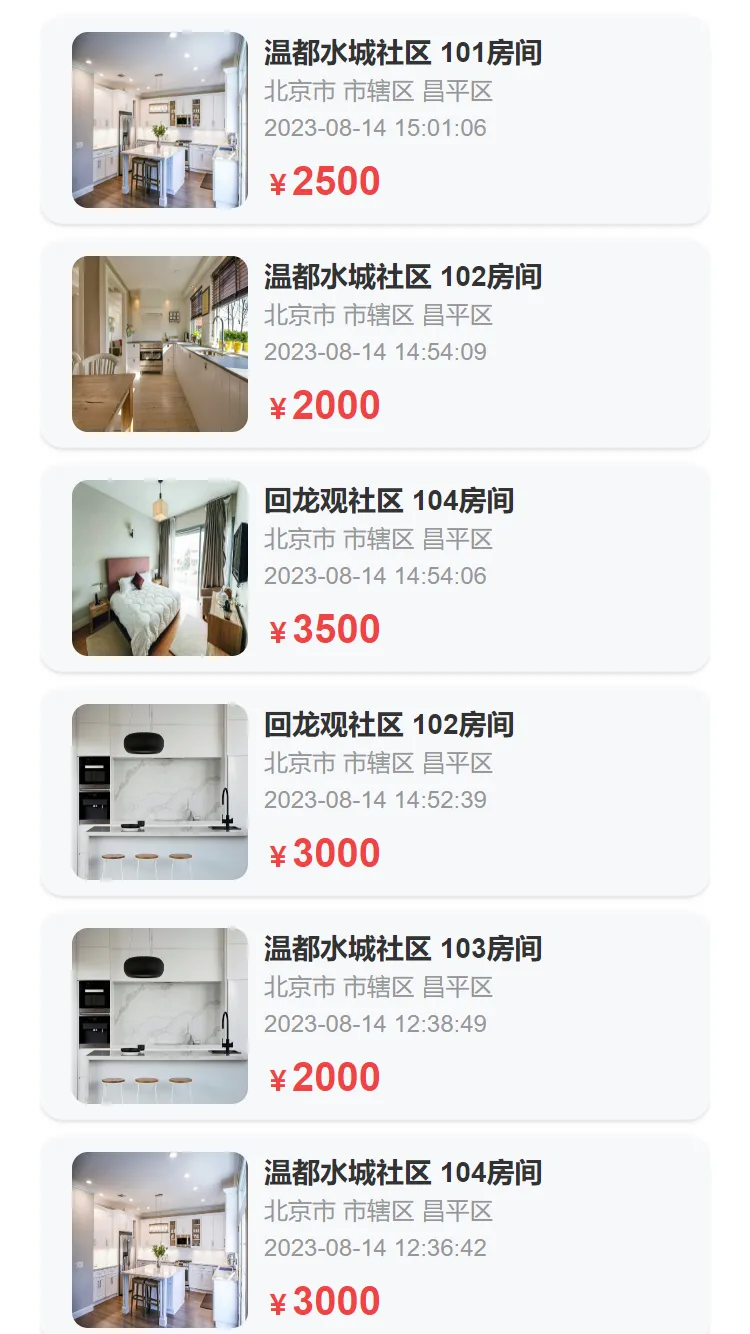 温都水城社区 101房间
北京市 市辖区 昌平区
2023-08-14 15:01:06
￥2500
温都水城社区 102房间
北京市 市辖区 昌平区
2023-08-14 14:54:09
￥2000
回龙观社区 104房间
北京市 市辖区 昌平区
2023-08-14 14:54:06
￥3500
回龙观社区 102房间
北京市 市辖区 昌平区
2023-08-14 14:52:39
￥3000
温都水城社区 103房间
北京市 市辖区 昌平区
2023-08-14 12:38:49
￥2000
温都水城社区 104房间
北京市 市辖区 昌平区
2023-08-14 12:36:42
￥3000